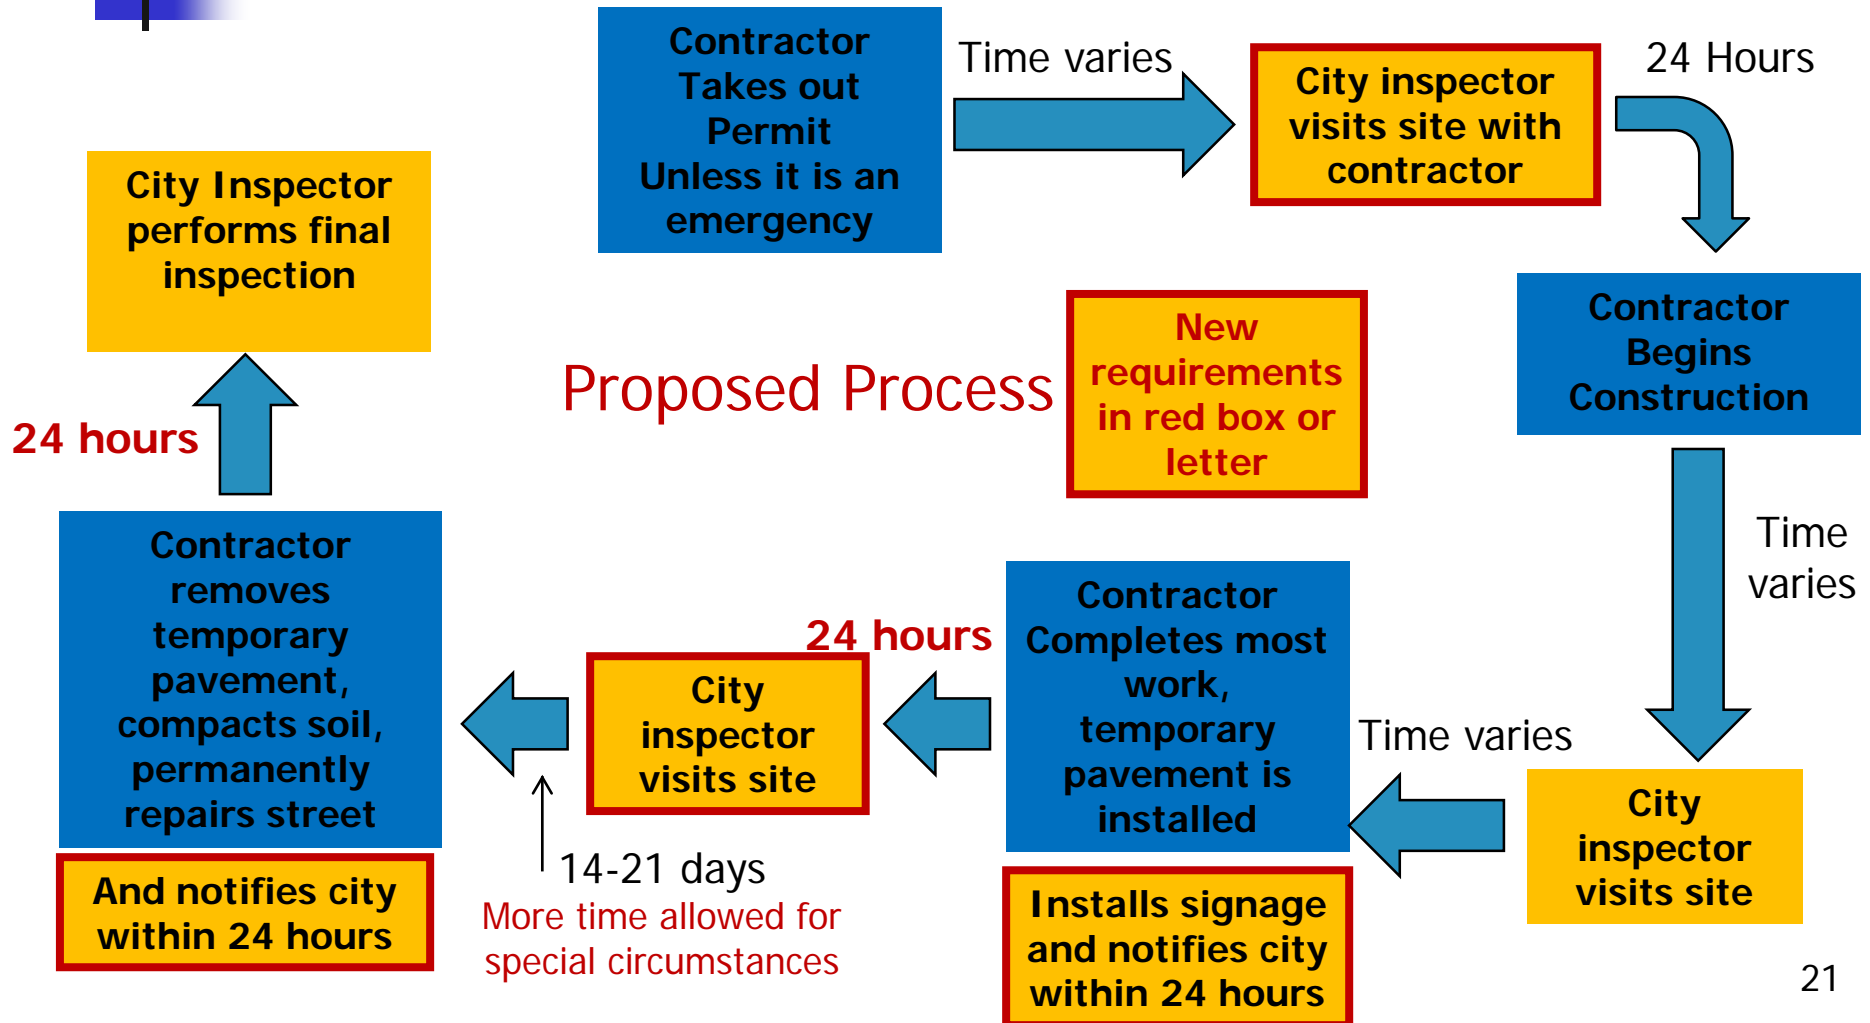 Contractor
Takes out
Permit
Unless it is an
emergency
Time varies
City inspector
visits site with
contractor
24 Hours
Contractor
Begins
Construction
Time
varies
City
inspector
visits site
Time varies
Contractor
Completes most
work,
temporary
pavement is
installed
Installs signage
and notifies city
within 24 hours
24 hours
City
inspector
visits site
14-21 days
More time allowed for
special circumstances
Contractor
removes
temporary
pavement,
compacts soil,
permanently
repairs street
And notifies city
within 24 hours
24 hours
City Inspector
performs final
inspection
Proposed Process
New
requirements
in red box or
letter
21